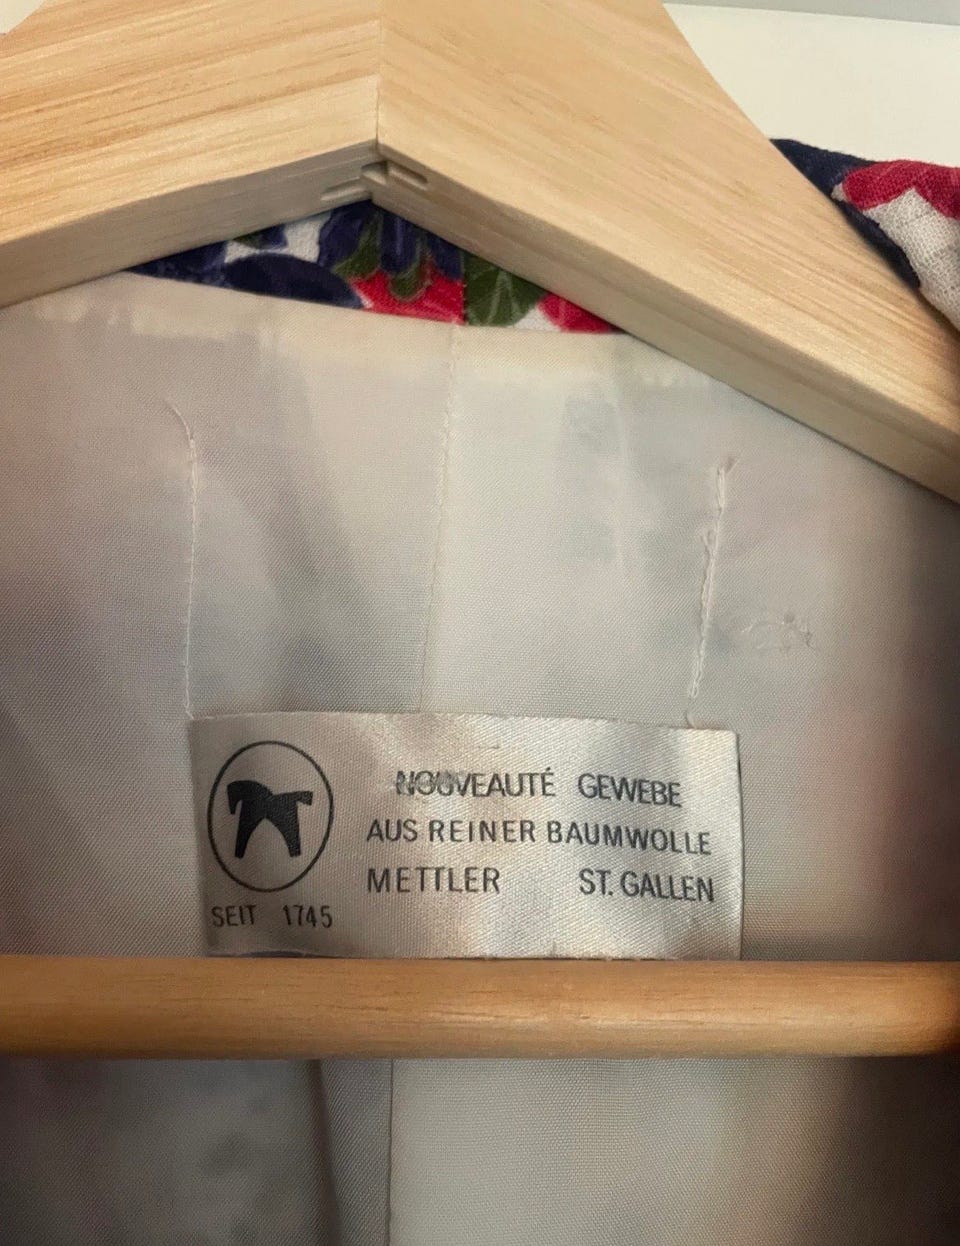 NOUVEAUTÉ GEWEBE
AUS REINER BAUMWOLLE
METTLER ST. GALLEN
SEIT 1745